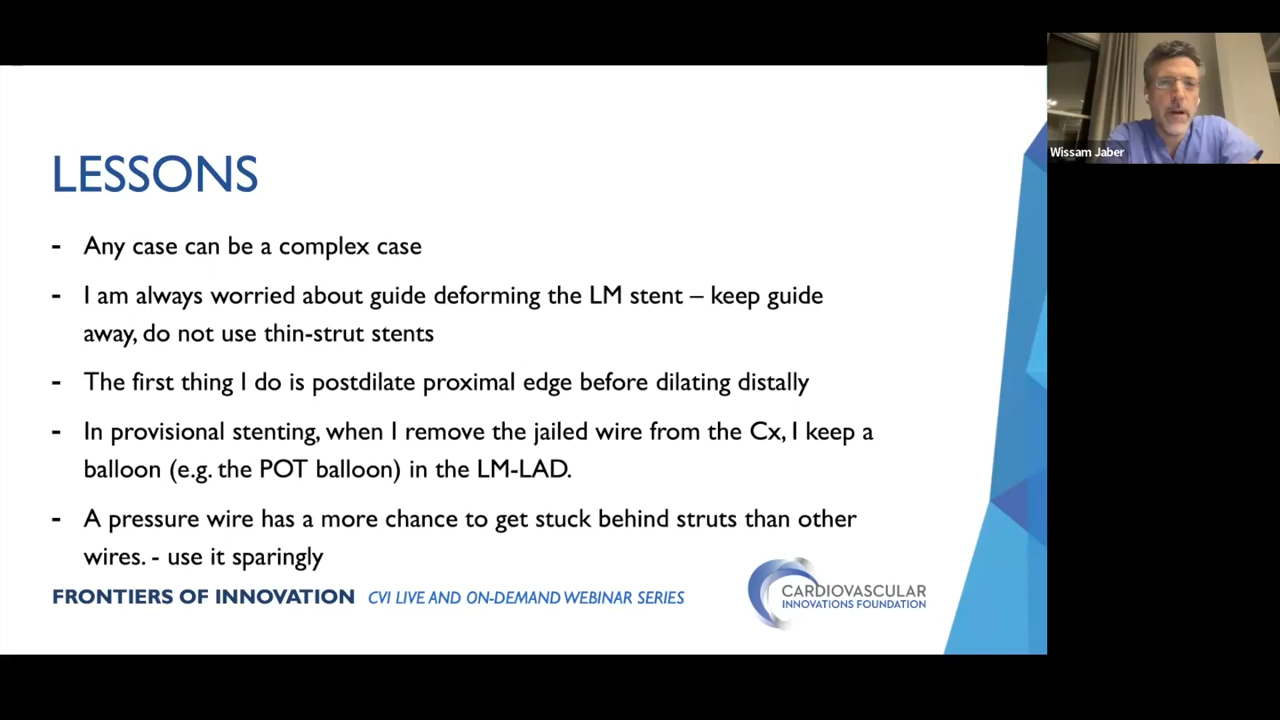 LESSONS
- Any case can be a complex case
- I am always worried about guide deforming the LM stent – keep guide
away, do not use thin-strut stents
- The first thing I do is postdilate proximal edge before dilating distally
- In provisional stenting, when I remove the jailed wire from the Cx, I keep a
balloon (e.g. the POT balloon) in the LM-LAD.
- A pressure wire has a more chance to get stuck behind struts than other
wires. - use it sparingly
FRONTIERS OF INNOVATION CVI LIVE AND ON-DEMAND WEBINAR SERIES
CARDIOVASCULAR
INNOVATIONS FOUNDATION
Wissam Jaber